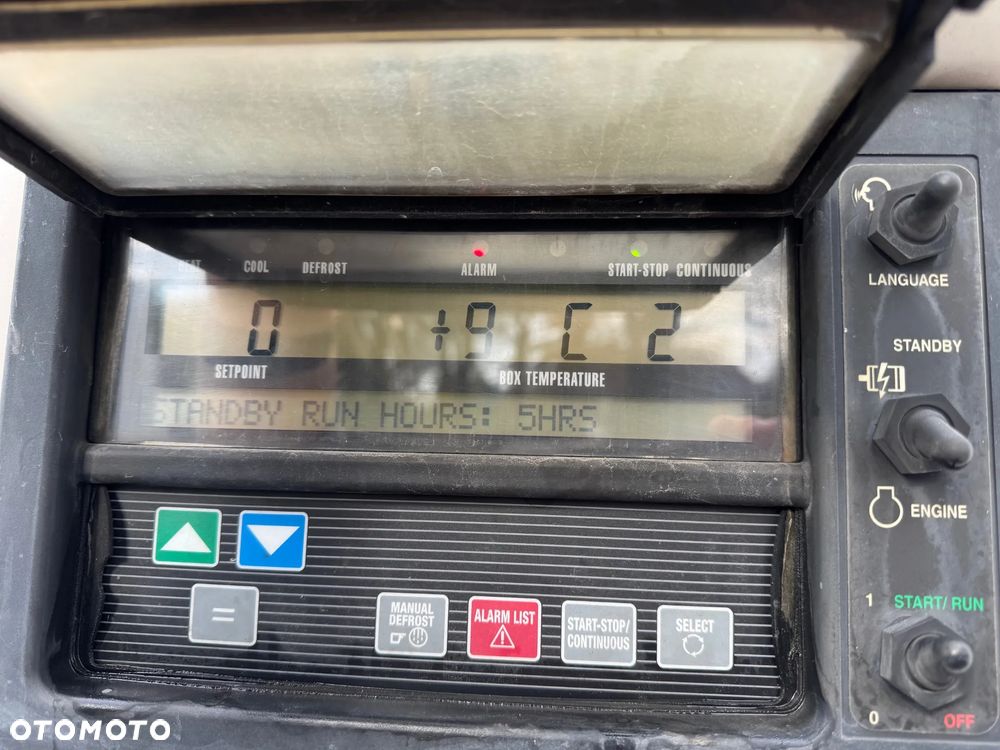 HEAT COOL DEFROST ALARM START-STOP CONTINUOUS
0 +9 C 2
SETPOINT BOX TEMPERATURE
STANDBY RUN HOURS: 5HRS
LANGUAGE
STANDBY
ENGINE
1 START/RUN
0 OFF
=
MANUAL
DEFROST
ALARM LIST
START-STOP/
CONTINUOUS
SELECT
OTOMOTO